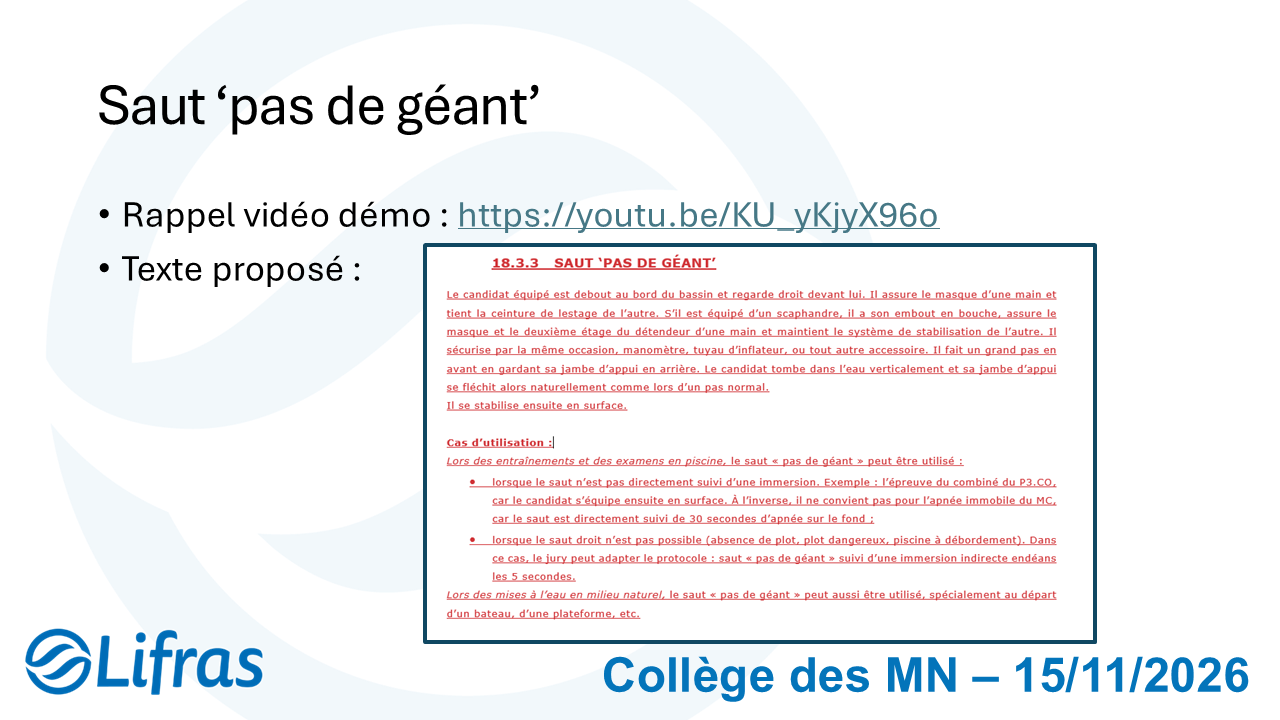 Saut ‘pas de géant’
• Rappel vidéo démo : https://youtu.be/KU_yKjyX96o
• Texte proposé :
18.3.3 SAUT ‘PAS DE GÉANT’
Le candidat équipé est debout au bord du bassin et regarde droit devant lui. Il assure le masque d’une main et
tient la ceinture de lestage de l’autre. S’il est équipé d’un scaphandre, il a son embout en bouche, assure le
masque et le deuxième étage du détendeur d’une main et maintient le système de stabilisation de l’autre. Il
sécurise par la même occasion, manomètre, tuyau d’inflateur, ou tout autre accessoire. Il fait un grand pas en
avant en gardant sa jambe d’appui en arrière. Le candidat tombe dans l’eau verticalement et sa jambe d’appui
se fléchit alors naturellement comme lors d’un pas normal.
Il se stabilise ensuite en surface.
Cas d’utilisation :
Lors des entraînements et des examens en piscine, le saut « pas de géant » peut être utilisé :
• lorsque le saut n’est pas directement suivi d’une immersion. Exemple : l’épreuve du combiné du P3.CO,
car le candidat s’équipe ensuite en surface. À l’inverse, il ne convient pas pour l’apnée immobile du MC,
car le saut est directement suivi de 30 secondes d’apnée sur le fond ;
• lorsque le saut droit n’est pas possible (absence de plot, plot dangereux, piscine à débordement). Dans
ce cas, le jury peut adapter le protocole : saut « pas de géant » suivi d’une immersion indirecte endéans
les 5 secondes.
Lors des mises à l’eau en milieu naturel, le saut « pas de géant » peut aussi être utilisé, spécialement au départ
d’un bateau, d’une plateforme, etc.
Lifras
Collège des MN – 15/11/2026